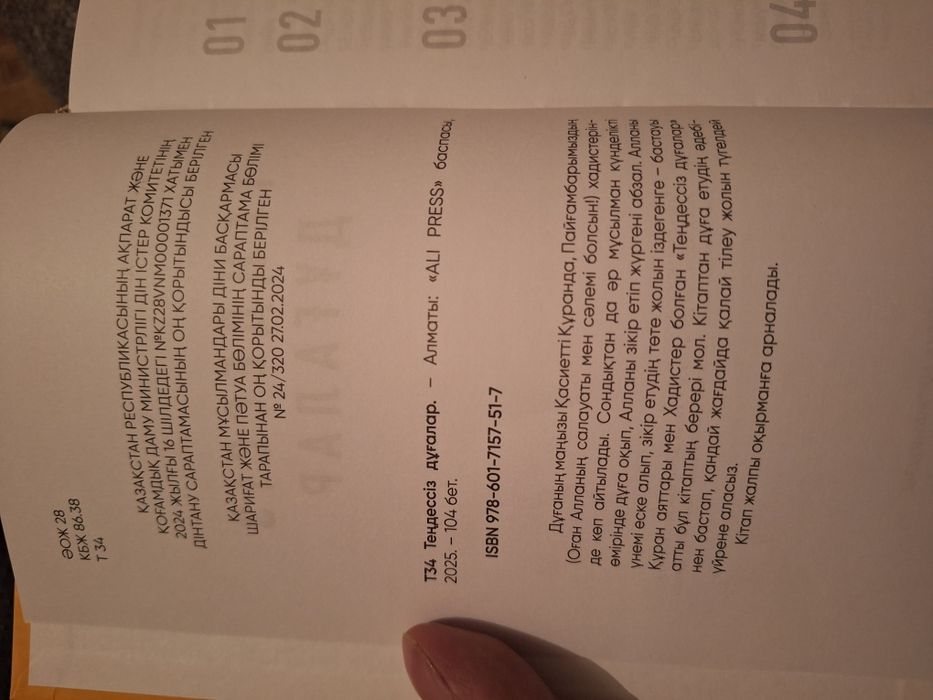 01
02
03
04
ӘОЖ 28
КБЖ 86.38
Т 34
ҚАЗАҚСТАН РЕСПУБЛИКАСЫНЫҢ АҚПАРАТ ЖӘНЕ
ҚОҒАМДЫҚ ДАМУ МИНИСТРЛІГІ ДІН ІСТЕР КОМИТЕТІНІҢ
2024 ЖЫЛҒЫ 16 ШІЛДЕДЕГІ №KZ28VNM00001371 ХАТЫМЕН
ДІНТАНУ САРАПТАМАСЫНЫҢ ОҢ ҚОРЫТЫНДЫСЫ БЕРІЛГЕН
ҚАЗАҚСТАН МҰСЫЛМАНДАРЫ ДІНИ БАСҚАРМАСЫ
ШАРИҒАТ ЖӘНЕ ПӘТУА БӨЛІМІНІҢ САРАПТАМА БӨЛІМІ
ТАРАПЫНАН ОҢ ҚОРЫТЫНДЫ БЕРІЛГЕН
№ 24/320 27.02.2024
Т34 Теңдессіз дұғалар. – Алматы: «ALI PRESS» баспасы,
2025. – 104 бет.
ISBN 978-601-7157-51-7
Дұғаның маңызы Қасиетті Құранда, Пайғамбарымыздың
(Оған Алланың салауаты мен сәлемі болсын!) хадистерін-
де көп айтылады. Сондықтан да әр мұсылман күнделікті
өмірінде дұға оқып, Алланы зікір етіп жүргені абзал. Алланы
үнемі еске алып, зікір етудің төте жолын іздегенге – бастауы
Құран аяттары мен Хадистер болған «Теңдессіз дұғалар»
атты бұл кітаптың берері мол. Кітаптан дұға етудің әдебі-
нен бастап, қандай жағдайда қалай тілеу жолын түгелдей
үйрене аласыз.
Кітап жалпы оқырманға арналады.